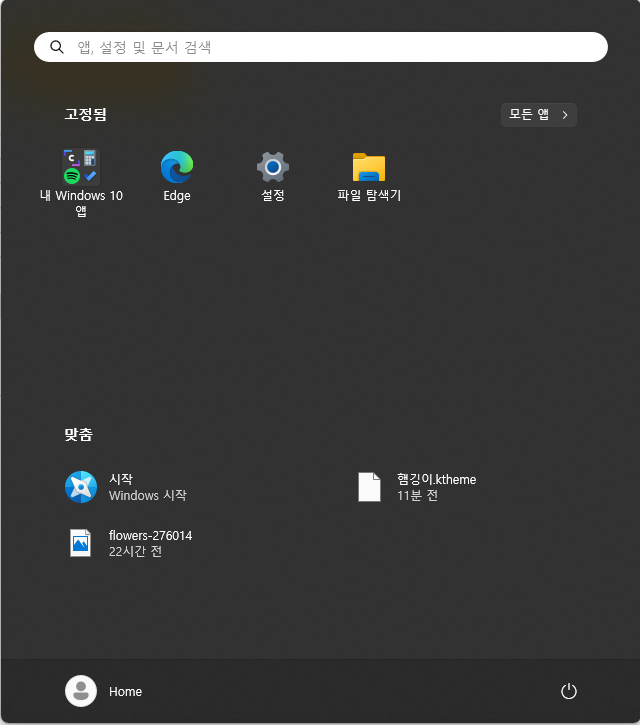 앱, 설정 및 문서 검색
고정됨
모든 앱
내 Windows 10
앱
Edge
설정
파일 탐색기
맞춤
시작
Windows 시작
햄깅이.ktheme
11분 전
flowers-276014
22시간 전
Home